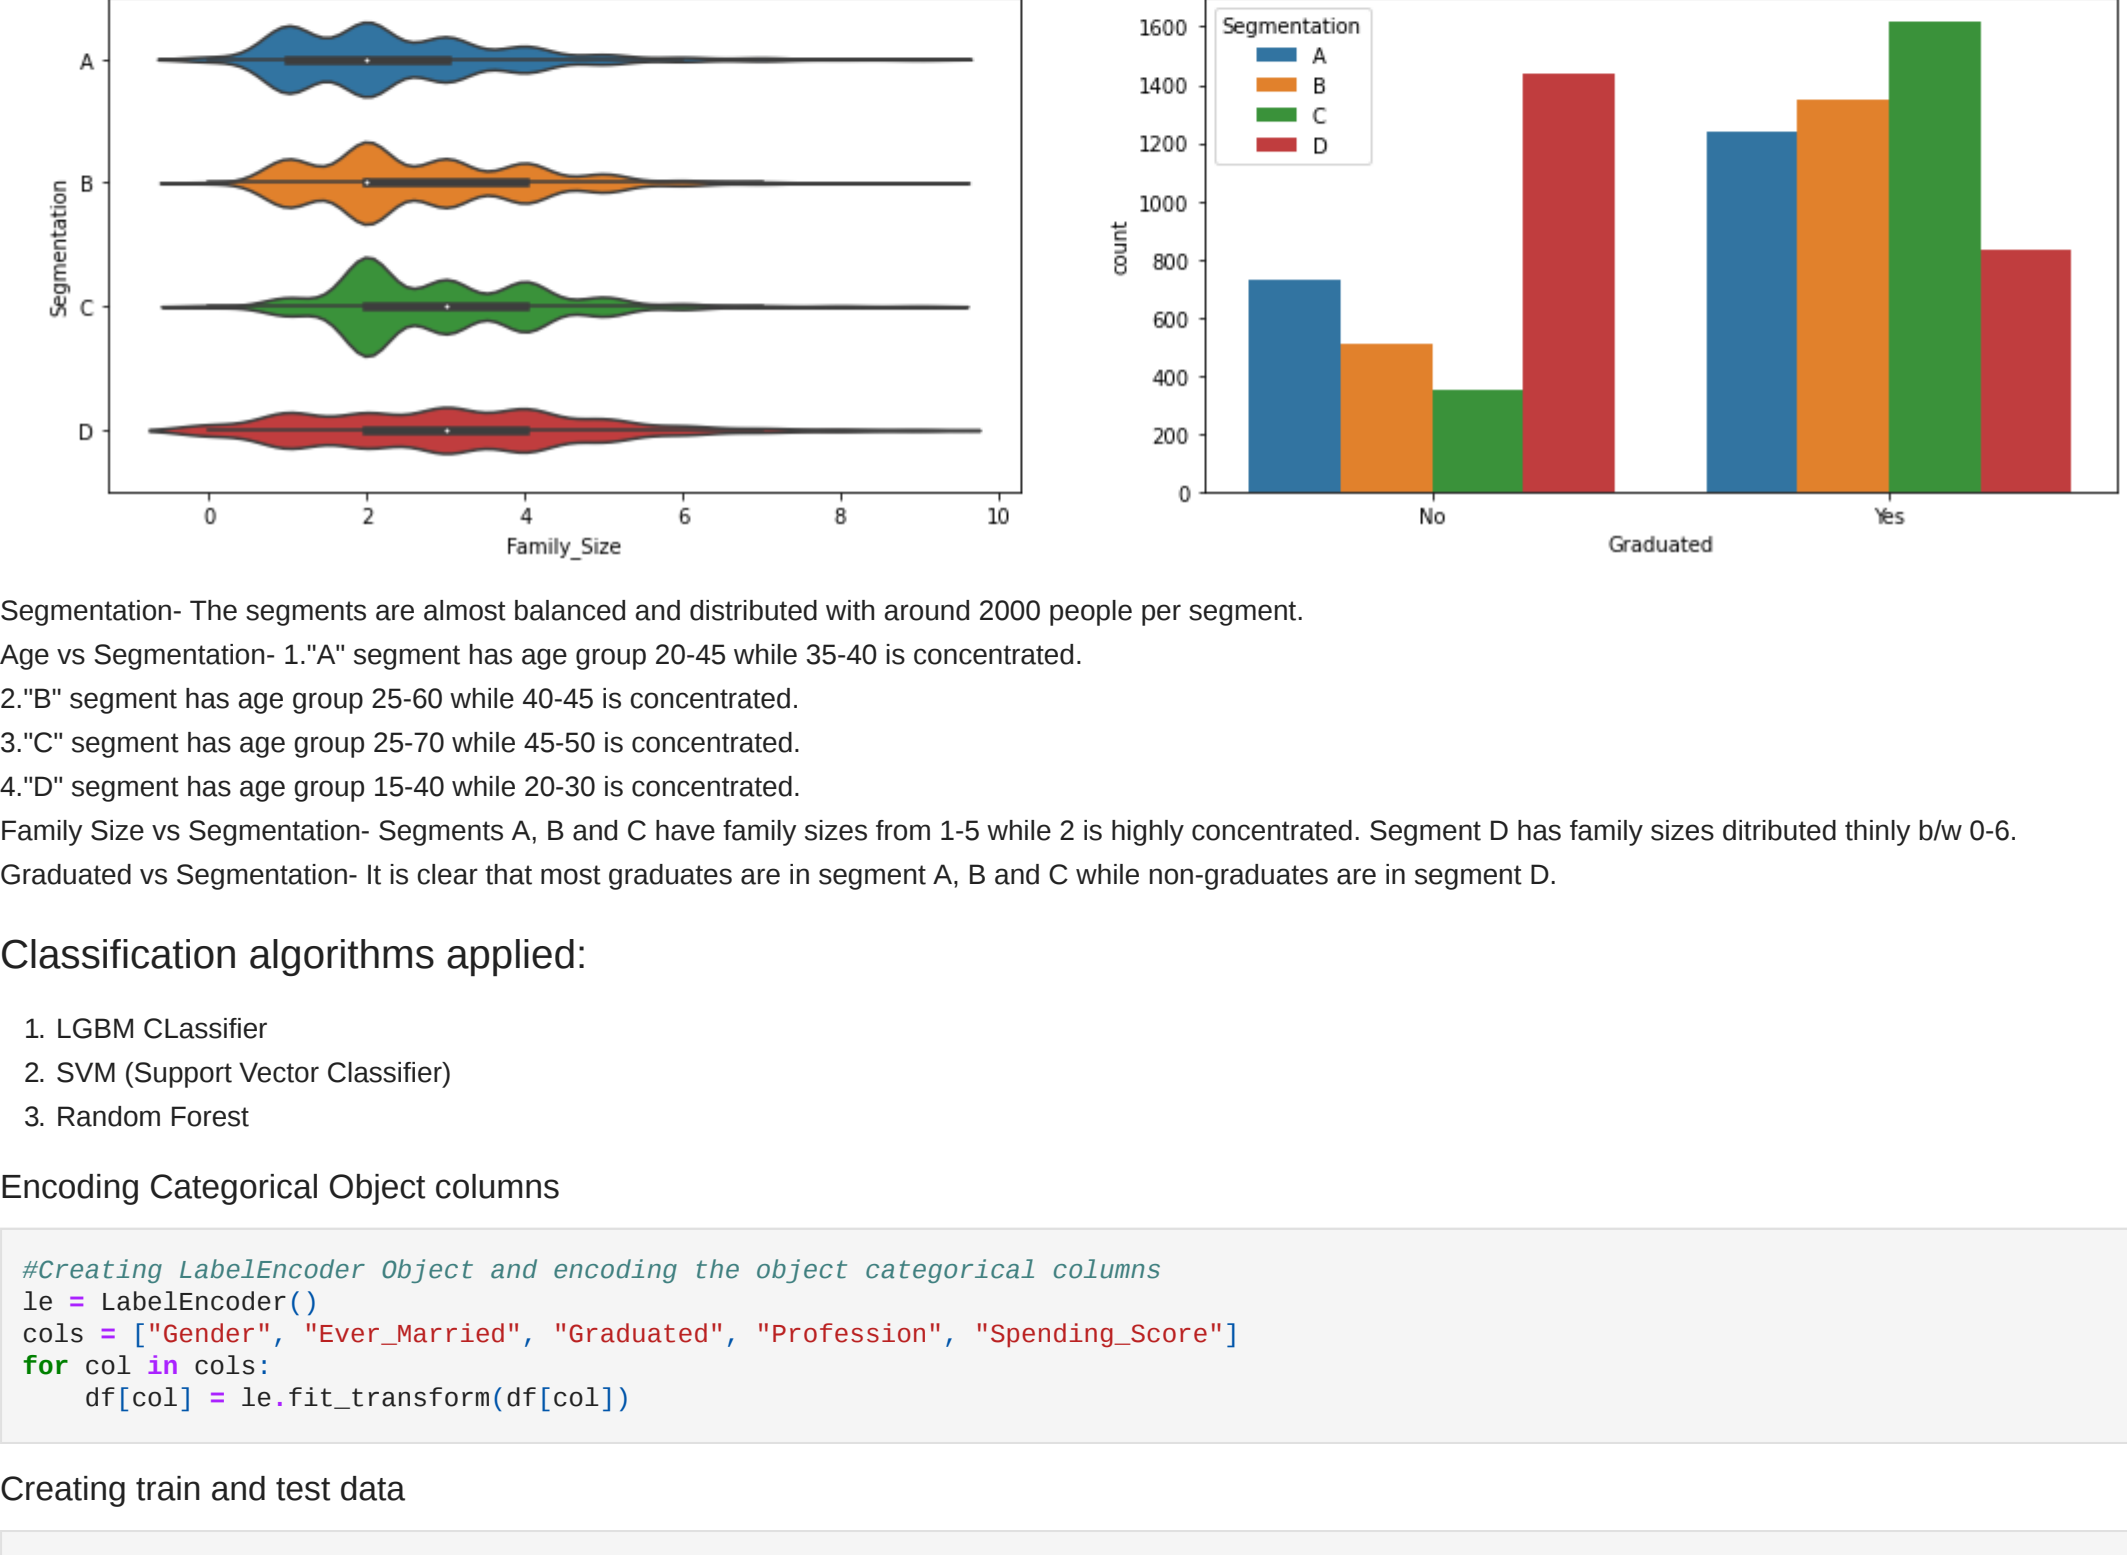 A
B
C
D
Segmentation
0 2 4 6 8 10
Family_Size
Segmentation
A
B
C
D
1600
1400
1200
1000
800
600
400
200
0
count
No Yes
Graduated
Segmentation- The segments are almost balanced and distributed with around 2000 people per segment.
Age vs Segmentation- 1."A" segment has age group 20-45 while 35-40 is concentrated.
2."B" segment has age group 25-60 while 40-45 is concentrated.
3."C" segment has age group 25-70 while 45-50 is concentrated.
4."D" segment has age group 15-40 while 20-30 is concentrated.
Family Size vs Segmentation- Segments A, B and C have family sizes from 1-5 while 2 is highly concentrated. Segment D has family sizes ditributed thinly b/w 0-6.
Graduated vs Segmentation- It is clear that most graduates are in segment A, B and C while non-graduates are in segment D.
Classification algorithms applied:
1. LGBM CLassifier
2. SVM (Support Vector Classifier)
3. Random Forest
Encoding Categorical Object columns
#Creating LabelEncoder Object and encoding the object categorical columns
le = LabelEncoder()
cols = ["Gender", "Ever_Married", "Graduated", "Profession", "Spending_Score"]
for col in cols:
    df[col] = le.fit_transform(df[col])
Creating train and test data